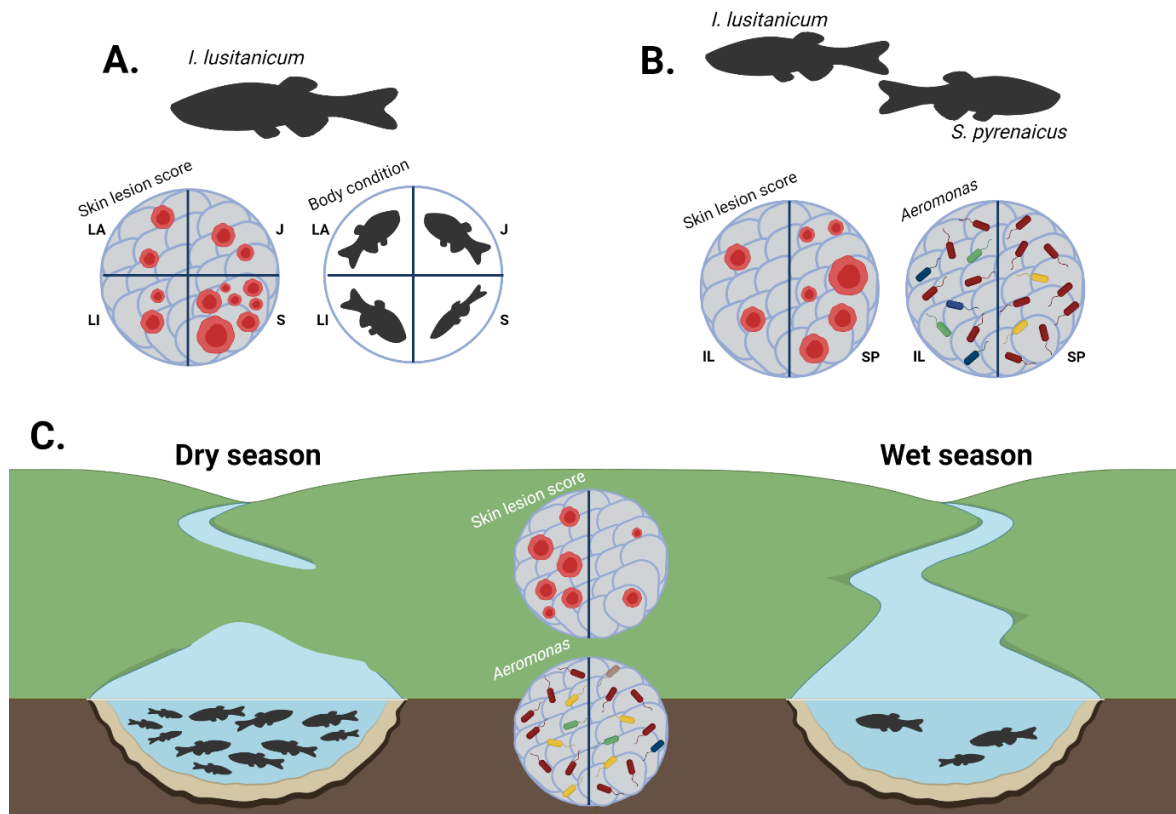 A.
I. lusitanicum
Skin lesion score
LA
J
LI
S
Body condition
LA
J
LI
S
B.
I. lusitanicum
S. pyrenaicus
Skin lesion score
IL
SP
Aeromonas
IL
SP
C.
Dry season
Wet season
Skin lesion score
Aeromonas